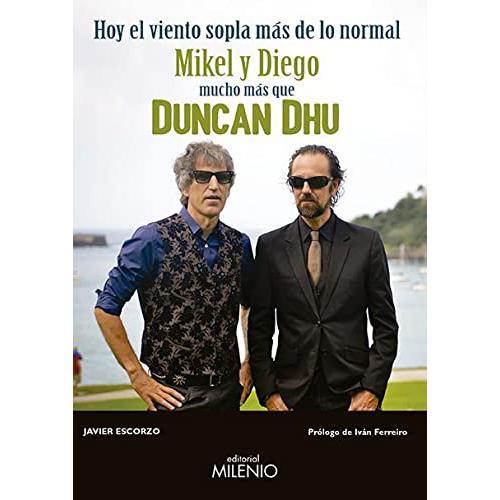 Hoy el viento sopla más de lo normal
Mikel y Diego
mucho más que
DUNCAN DHU
JAVIER ESCORZO
Prólogo de Iván Ferreiro
editorial
MILENIO